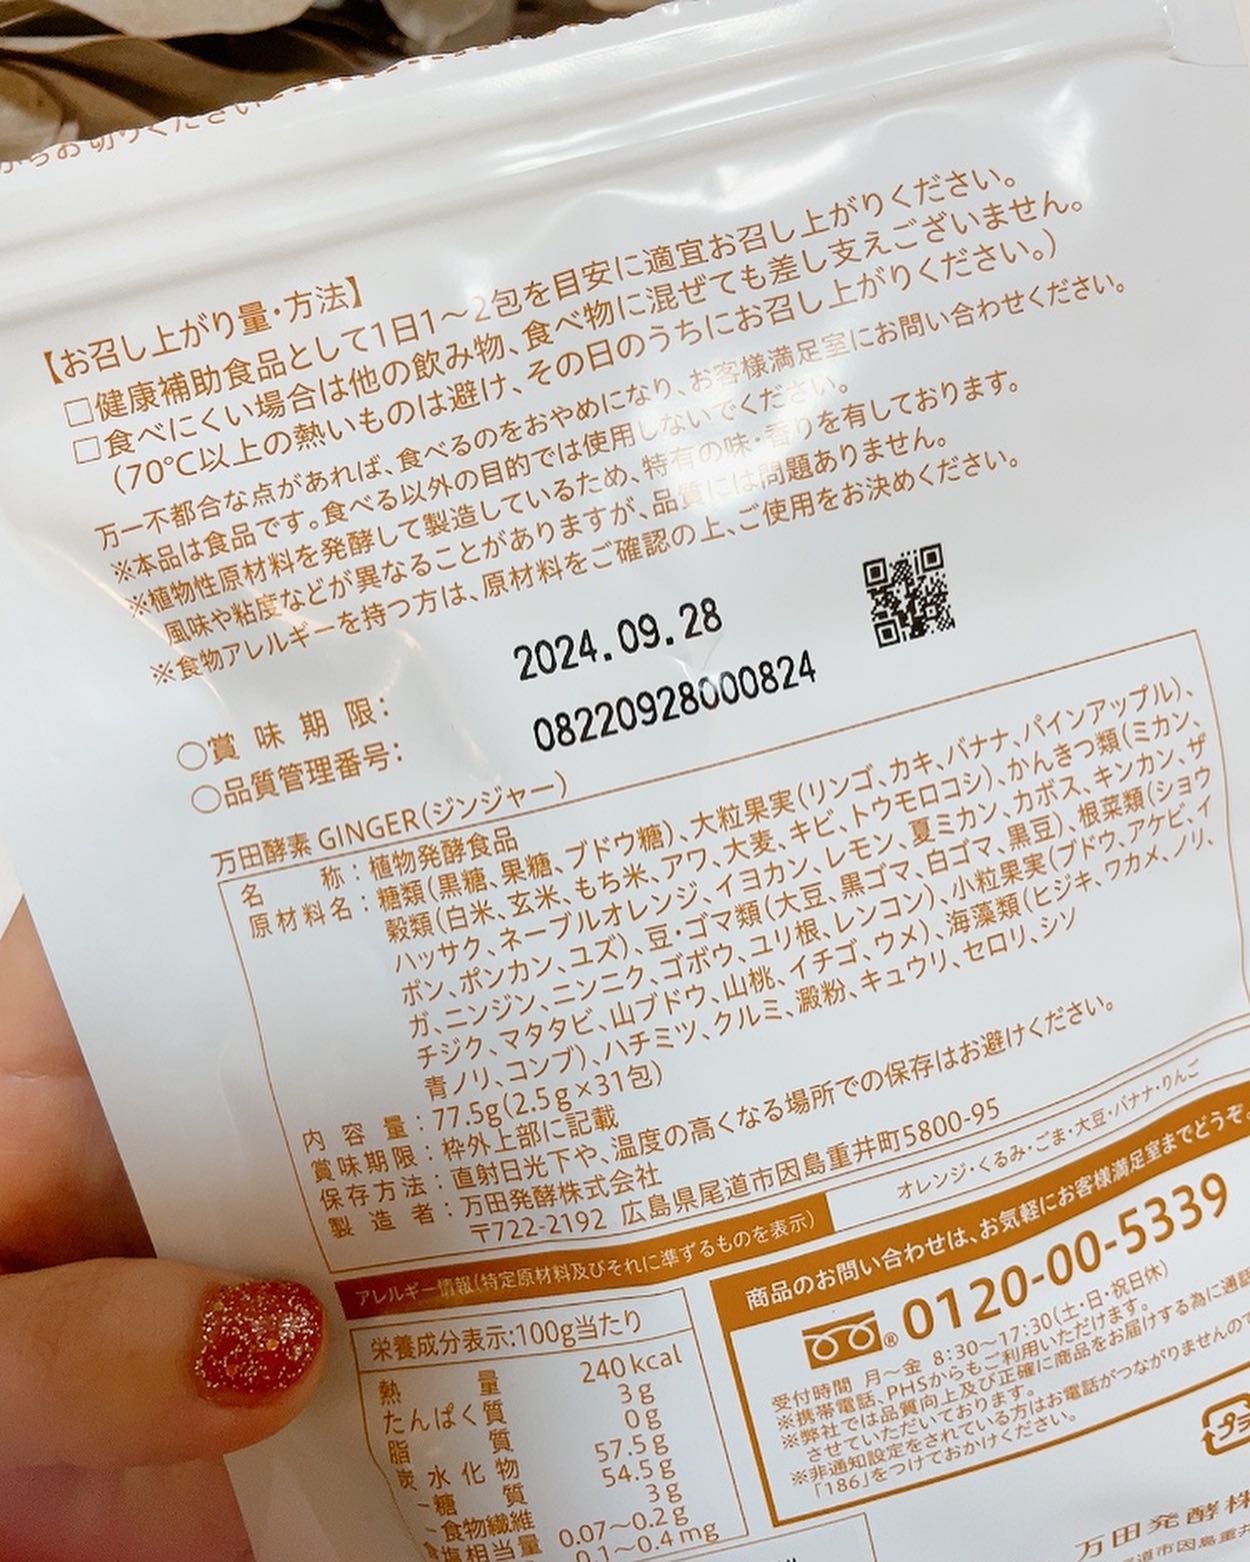 からお切りください
【お召し上がり量・方法】
□健康補助食品として1日1～2包を目安に適宜お召し上がりください。
□食べにくい場合は他の飲み物、食べ物に混ぜても差し支えございません。
(70℃以上の熱いものは避け、その日のうちにお召し上がりください。)
万一不都合な点があれば、食べるのをおやめになり、お客様満足室にお問い合わせください。
※本品は食品です。食べる以外の目的では使用しないでください。
※植物性原材料を発酵して製造しているため、特有の味・香りを有しております。
風味や粘度などが異なることがありますが、品質には問題ありません。
※食物アレルギーを持つ方は、原材料をご確認の上、ご使用をお決めください。
○賞味期限： 2024.09.28
○品質管理番号： 08220928000824
万田酵素 GINGER(ジンジャー)
名称：植物発酵食品
原材料名：糖類(黒糖、果糖、ブドウ糖)、大粒果実(リンゴ、カキ、バナナ、パインアップル)、
穀類(白米、玄米、もち米、アワ、大麦、キビ、トウモロコシ)、かんきつ類(ミカン、
ハッサク、ネーブルオレンジ、イヨカン、レモン、夏ミカン、カボス、キンカン、ザ
ボン、ポンカン、ユズ)、豆・ゴマ類(大豆、黒ゴマ、白ゴマ、黒豆)、根菜類(ショウ
ガ、ニンジン、ニンニク、ゴボウ、ユリ根、レンコン)、小粒果実(ブドウ、アケビ、イ
チジク、マタタビ、山ブドウ、山桃、イチゴ、ウメ)、海藻類(ヒジキ、ワカメ、ノリ、
青ノリ、コンブ)、ハチミツ、クルミ、澱粉、キュウリ、セロリ、シソ
内容量：77.5g(2.5g×31包)
賞味期限：枠外上部に記載
保存方法：直射日光下や、温度の高くなる場所での保存はお避けください。
製造者：万田発酵株式会社
〒722-2192 広島県尾道市因島重井町5800-95
アレルギー情報(特定原材料及びそれに準ずるものを表示) オレンジ・くるみ・ごま・大豆・バナナ・りんご
栄養成分表示:100g当たり
熱量 240kcal
たんぱく質 3g
脂質 0g
炭水化物 57.5g
-糖質 54.5g
-食物繊維 3g
食塩相当量 0.07～0.2g
0.1～0.4mg
商品のお問い合わせは、お気軽にお客様満足室までどうぞ。
® 0120-00-5339
受付時間 月～金 8:30～17:30(土・日・祝日休)
※携帯電話、PHSからもご利用いただけます。
※弊社では品質向上及び正確に商品をお届けする為に通話
させていただいております。
※非通知設定をされている方はお電話がつながりませんので
「186」をつけておかけください。
プラ
万田発酵株
道市因島重井